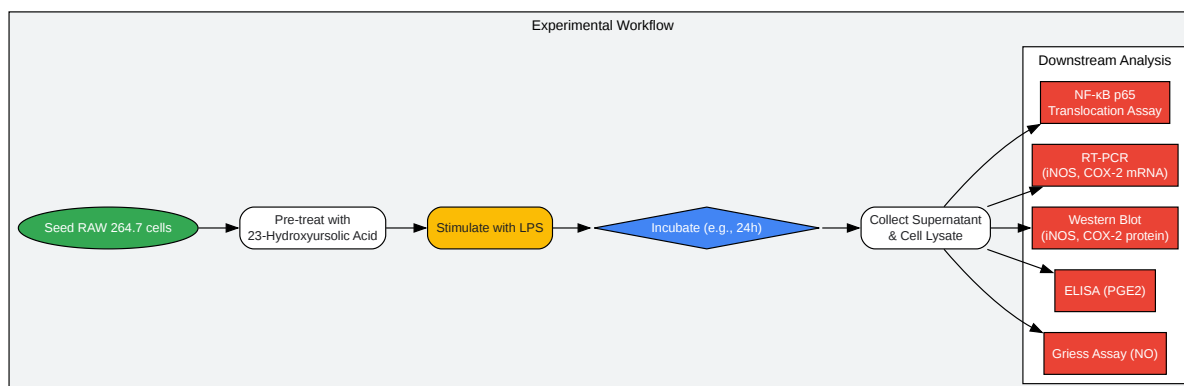 Experimental Workflow
Downstream Analysis
NF-κB p65
Translocation Assay
RT-PCR
(iNOS, COX-2 mRNA)
Seed RAW 264.7 cells
Pre-treat with
23-Hydroxyursolic Acid
Stimulate with LPS
Incubate (e.g., 24h)
Collect Supernatant
& Cell Lysate
Western Blot
(iNOS, COX-2 protein)
ELISA (PGE2)
Griess Assay (NO)